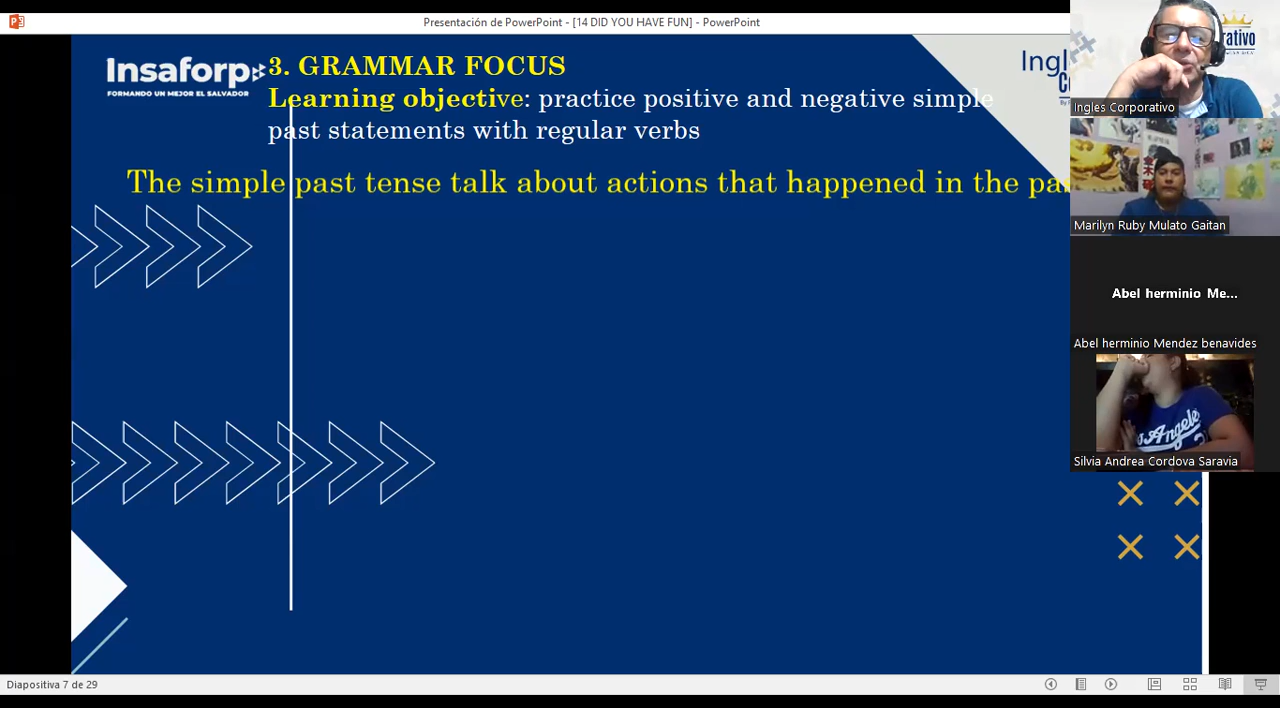 Presentación de PowerPoint - [14 DID YOU HAVE FUN] - PowerPoint
Insaforp
FORMANDO UN MEJOR EL SALVADOR
3. GRAMMAR FOCUS
Learning objective: practice positive and negative simple
past statements with regular verbs
The simple past tense talk about actions that happened in the
Ingles Corporativo
Marilyn Ruby Mulato Gaitan
Abel herminio Me...
Abel herminio Mendez benavides
Angeles
Silvia Andrea Cordova Saravia
Diapositiva 7 de 29